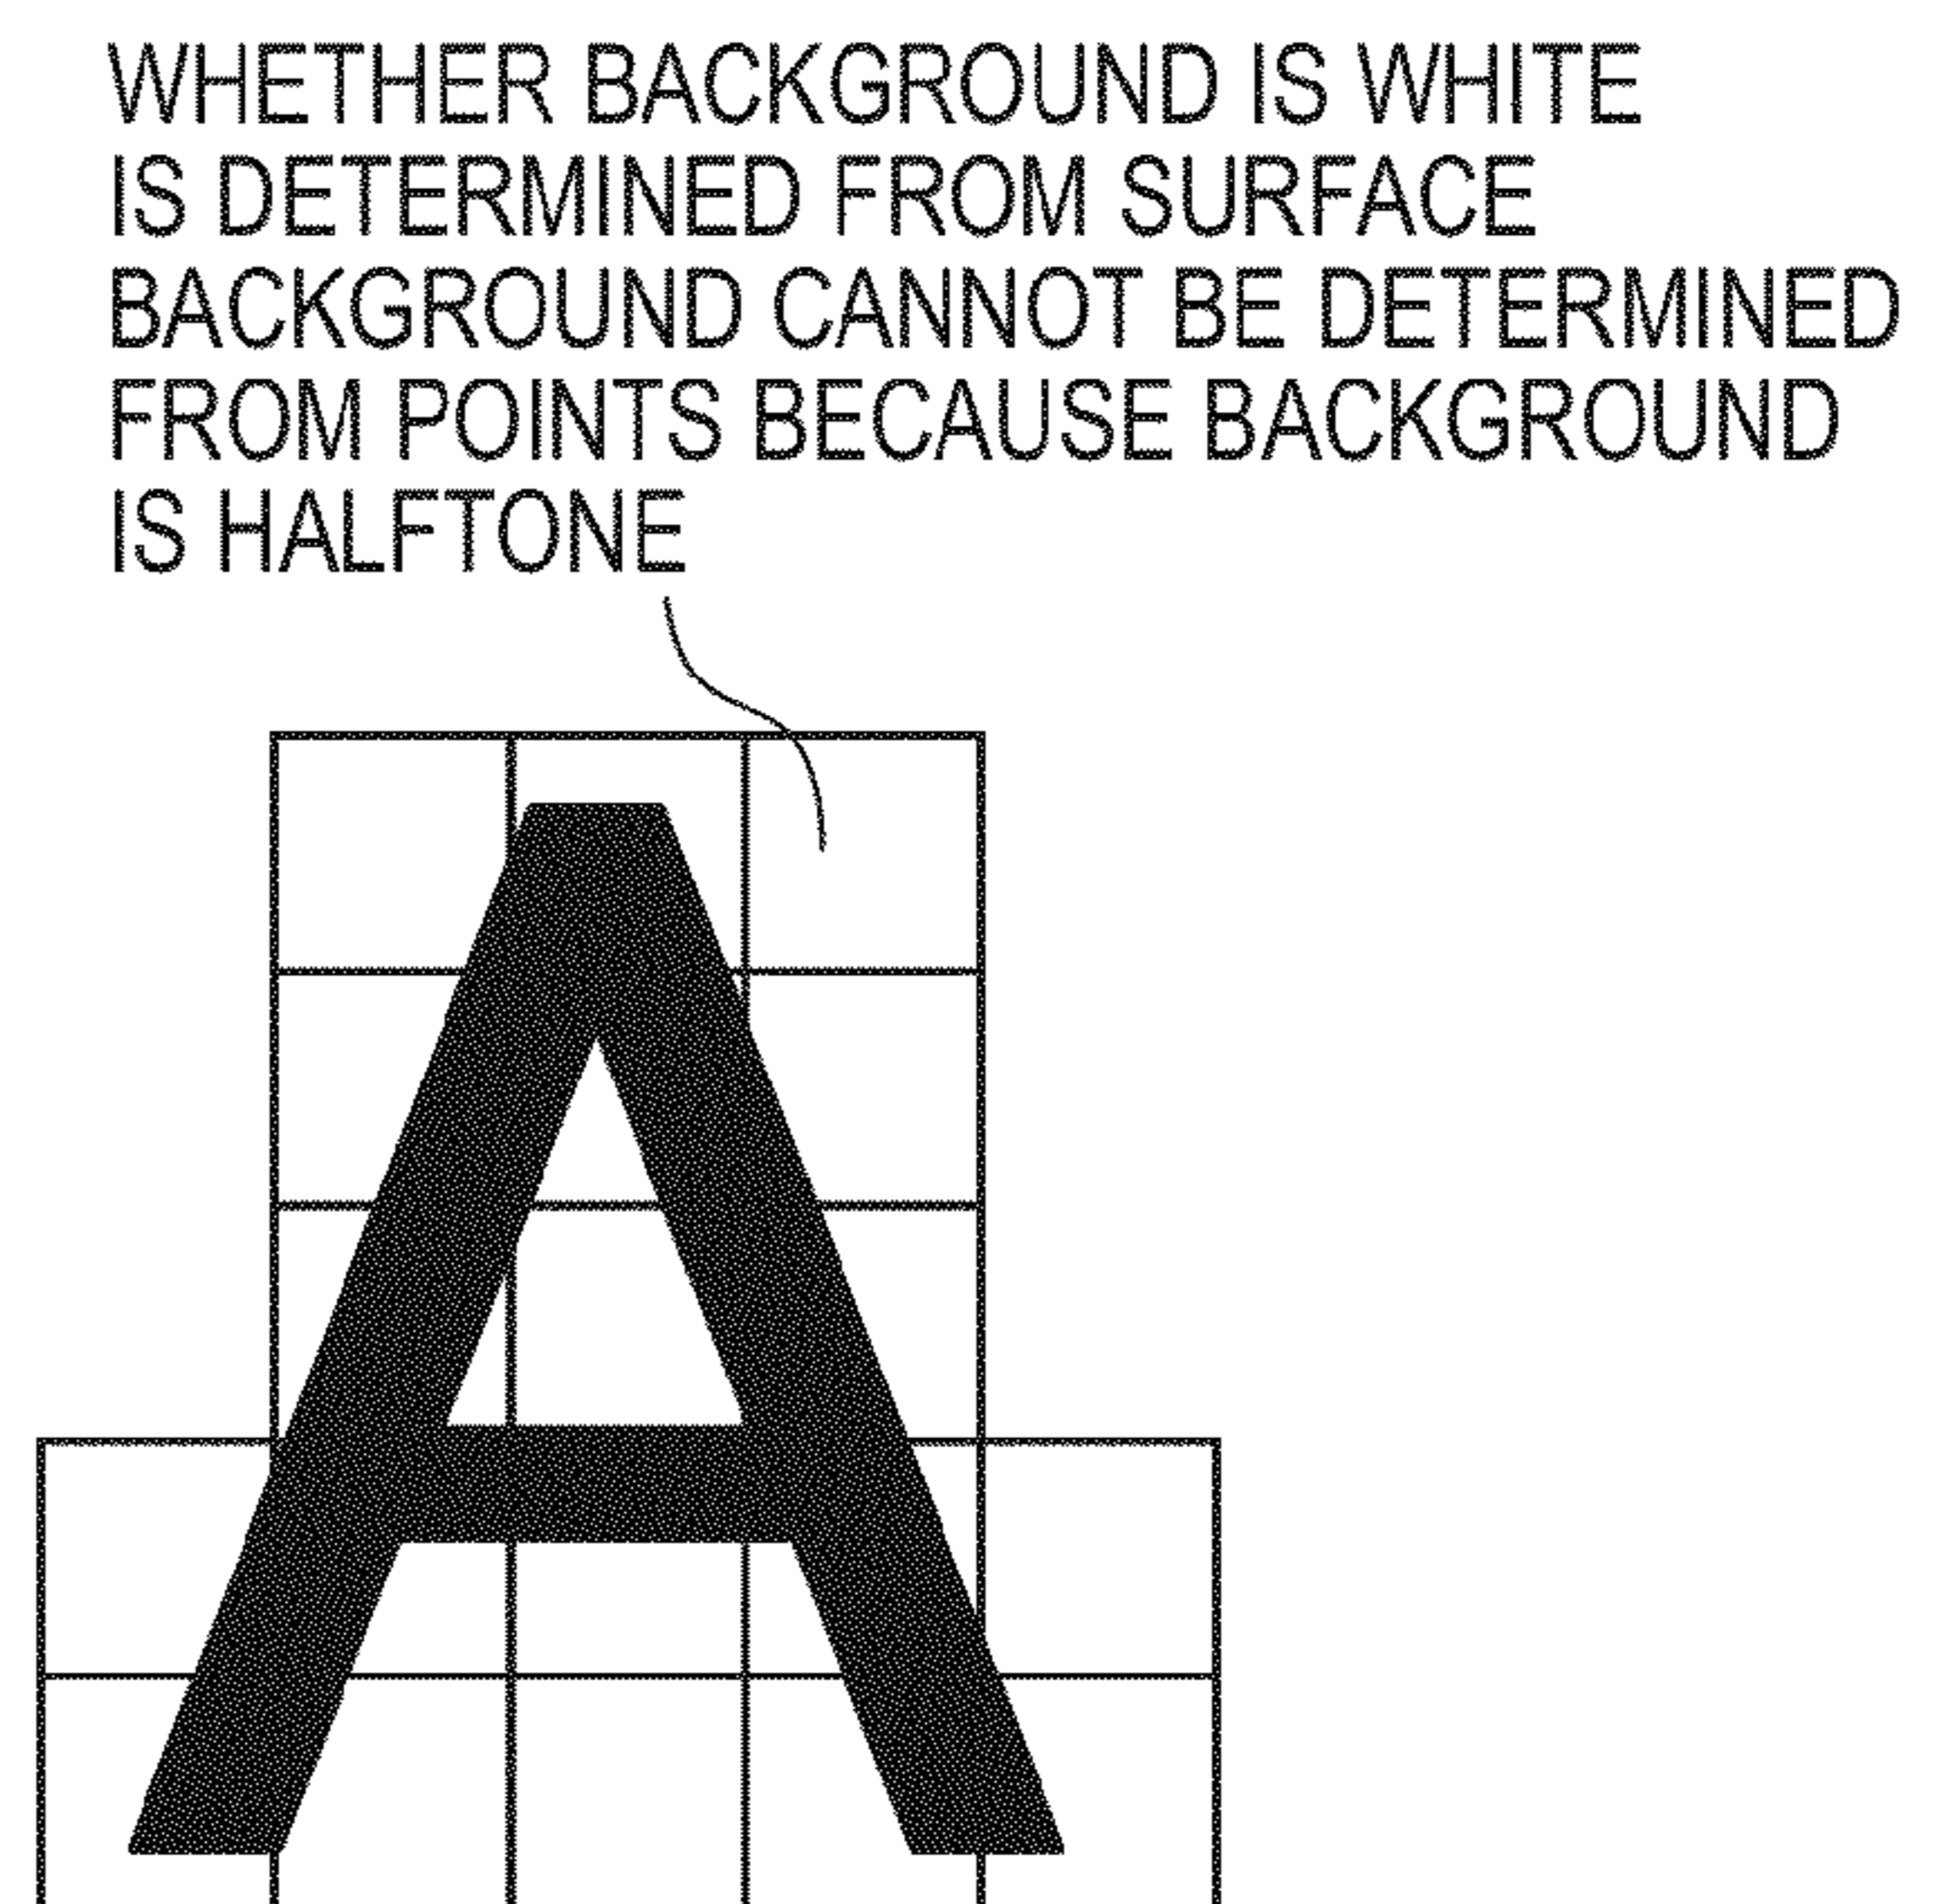 WHETHER BACKGROUND IS WHITE
IS DETERMINED FROM SURFACE
BACKGROUND CANNOT BE DETERMINED
FROM POINTS BECAUSE BACKGROUND
IS HALFTONE
A